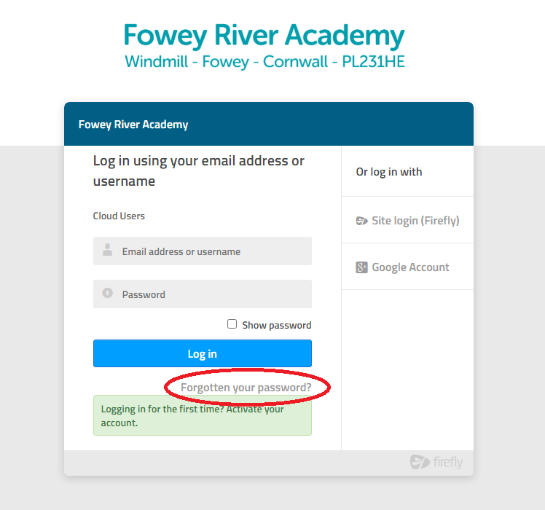 Fowey River Academy
Windmill - Fowey - Cornwall - PL231HE
Fowey River Academy
Log in using your email address or
username
Cloud Users
Email address or username
Password
Show password
Log in
Forgotten your password?
Logging in for the first time? Activate your
account.
Or log in with
Site login (Firefly)
Google Account
firefly